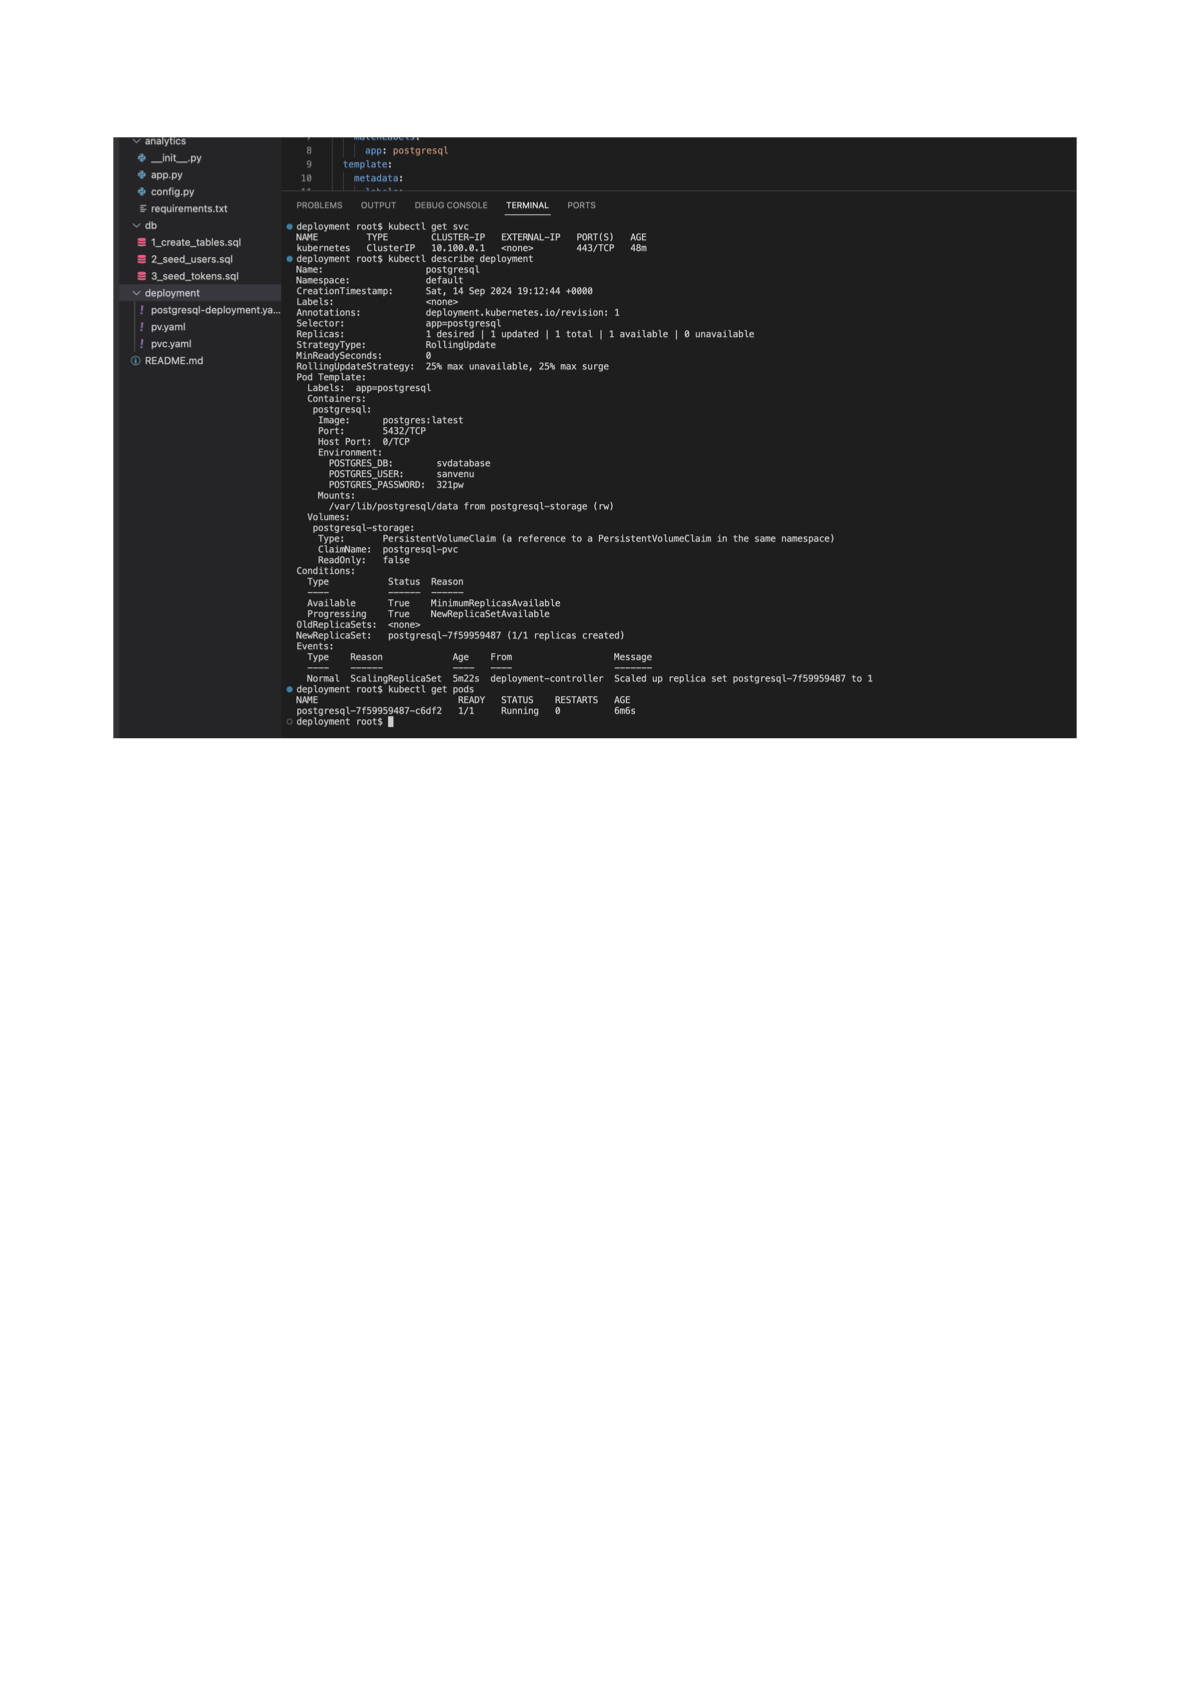 analytics
__init__.py
app.py
config.py
requirements.txt
db
1_create_tables.sql
2_seed_users.sql
3_seed_tokens.sql
deployment
postgresql-deployment.ya...
pv.yaml
pvc.yaml
README.md
matchLabels:
8 app: postgresql
9 template:
10 metadata:
11 labels:
PROBLEMS OUTPUT DEBUG CONSOLE TERMINAL PORTS
deployment root$ kubectl get svc
NAME TYPE CLUSTER-IP EXTERNAL-IP PORT(S) AGE
kubernetes ClusterIP 10.100.0.1 <none> 443/TCP 48m
deployment root$ kubectl describe deployment
Name: postgresql
Namespace: default
CreationTimestamp: Sat, 14 Sep 2024 19:12:44 +0000
Labels: <none>
Annotations: deployment.kubernetes.io/revision: 1
Selector: app=postgresql
Replicas: 1 desired | 1 updated | 1 total | 1 available | 0 unavailable
StrategyType: RollingUpdate
MinReadySeconds: 0
RollingUpdateStrategy: 25% max unavailable, 25% max surge
Pod Template:
Labels: app=postgresql
Containers:
postgresql:
Image: postgres:latest
Port: 5432/TCP
Host Port: 0/TCP
Environment:
POSTGRES_DB: svdatabase
POSTGRES_USER: sanvenu
POSTGRES_PASSWORD: 321pw
Mounts:
/var/lib/postgresql/data from postgresql-storage (rw)
Volumes:
postgresql-storage:
Type: PersistentVolumeClaim (a reference to a PersistentVolumeClaim in the same namespace)
ClaimName: postgresql-pvc
ReadOnly: false
Conditions:
Type Status Reason
---- ------ ------
Available True MinimumReplicasAvailable
Progressing True NewReplicaSetAvailable
OldReplicaSets: <none>
NewReplicaSet: postgresql-7f59959487 (1/1 replicas created)
Events:
Type Reason Age From Message
---- ------ ---- ---- -------
Normal ScalingReplicaSet 5m22s deployment-controller Scaled up replica set postgresql-7f59959487 to 1
deployment root$ kubectl get pods
NAME READY STATUS RESTARTS AGE
postgresql-7f59959487-c6df2 1/1 Running 0 6m6s
deployment root$